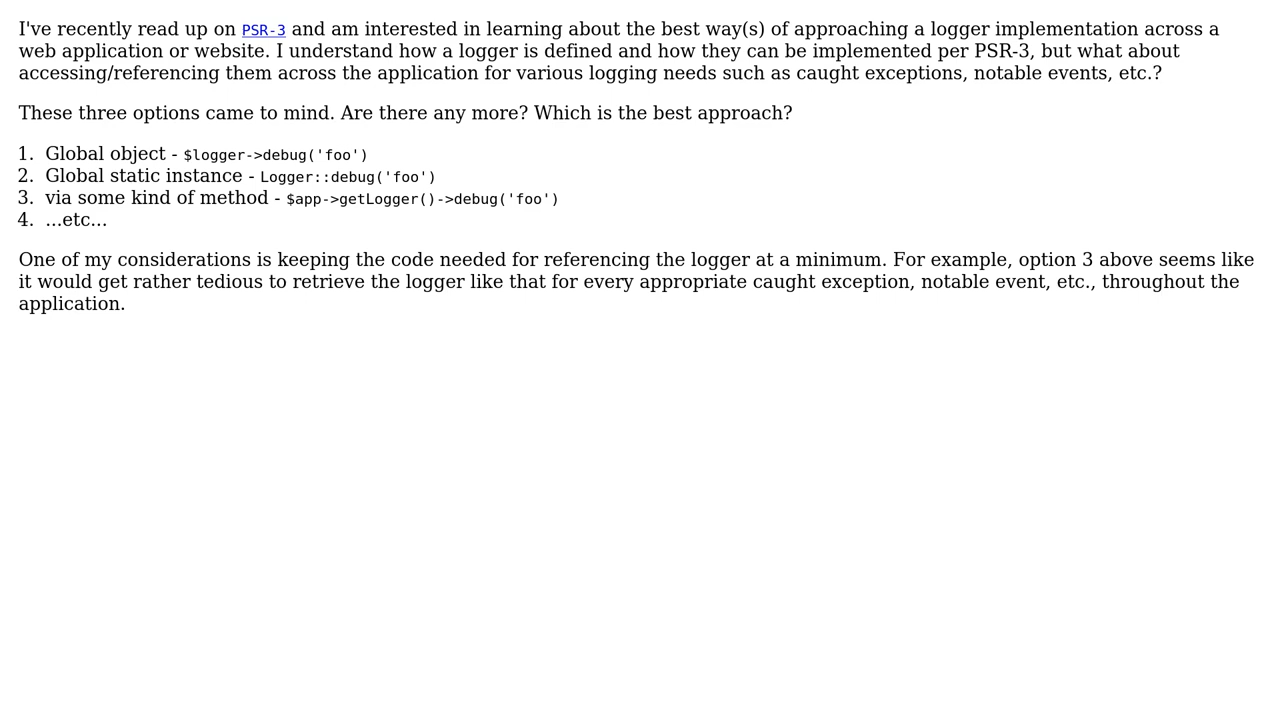 I've recently read up on PSR-3 and am interested in learning about the best way(s) of approaching a logger implementation across a
web application or website. I understand how a logger is defined and how they can be implemented per PSR-3, but what about
accessing/referencing them across the application for various logging needs such as caught exceptions, notable events, etc.?
These three options came to mind. Are there any more? Which is the best approach?
1. Global object - $logger->debug('foo')
2. Global static instance - Logger::debug('foo')
3. via some kind of method - $app->getLogger()->debug('foo')
4. ...etc...
One of my considerations is keeping the code needed for referencing the logger at a minimum. For example, option 3 above seems like
it would get rather tedious to retrieve the logger like that for every appropriate caught exception, notable event, etc., throughout the
application.